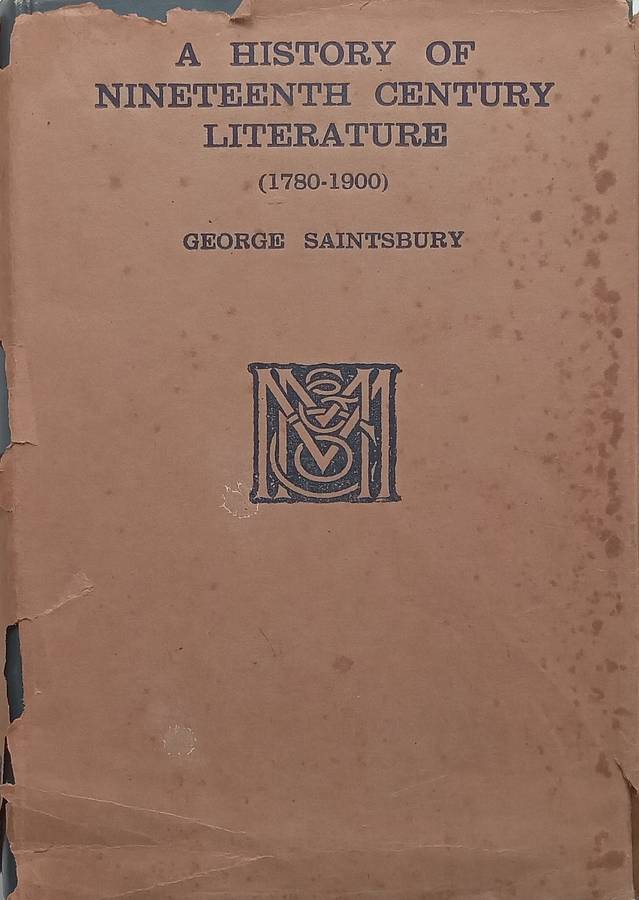 A HISTORY OF
NINETEENTH CENTURY
LITERATURE
(1780-1900)
GEORGE SAINTSBURY